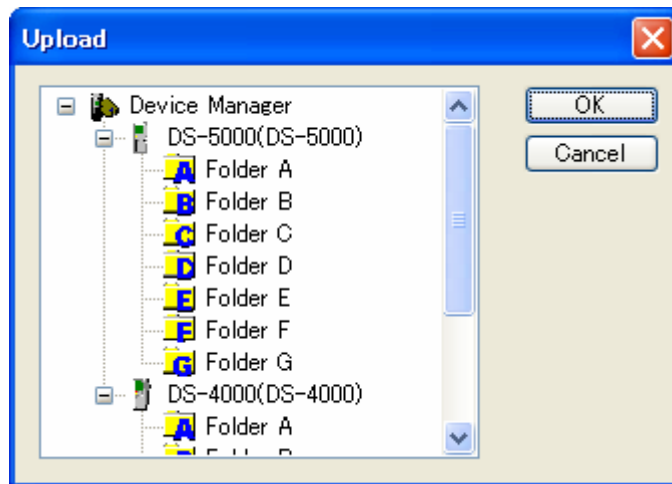 Upload
Device Manager
DS-5000(DS-5000)
A Folder A
B Folder B
C Folder C
D Folder D
E Folder E
F Folder F
G Folder G
DS-4000(DS-4000)
A Folder A
OK
Cancel